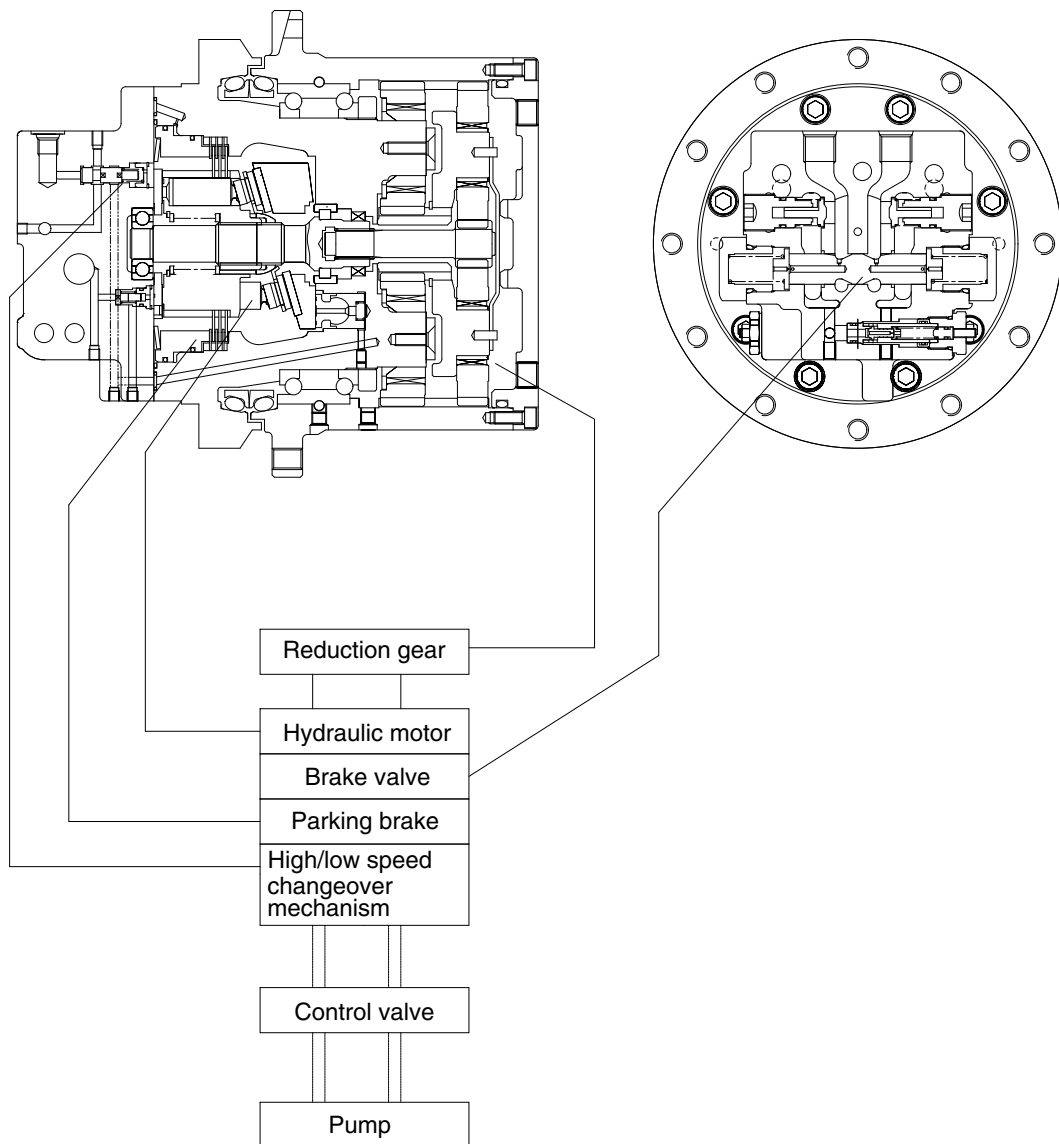 Reduction gear
Hydraulic motor
Brake valve
Parking brake
High/low speed
changeover
mechanism
Control valve
Pump